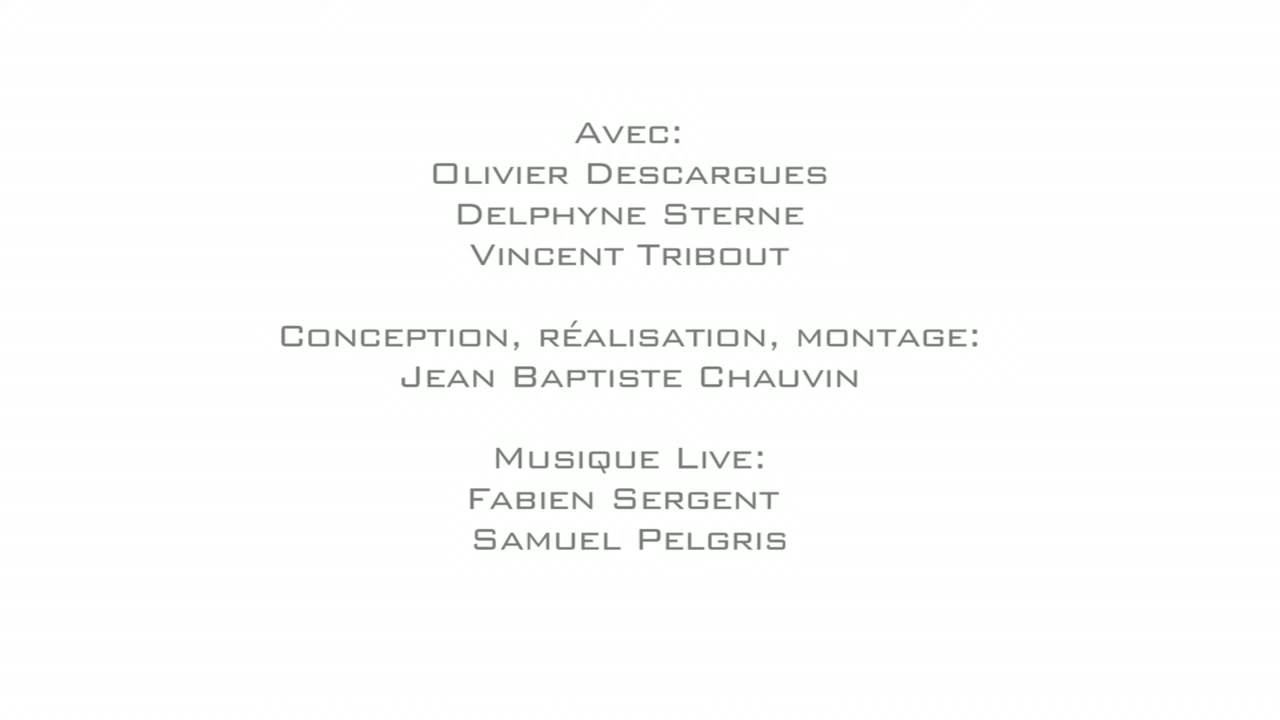 Avec:
Olivier Descargues
Delphyne Sterne
Vincent Tribout
Conception, réalisation, montage:
Jean Baptiste Chauvin
Musique Live:
Fabien Sergent
Samuel Pelgris